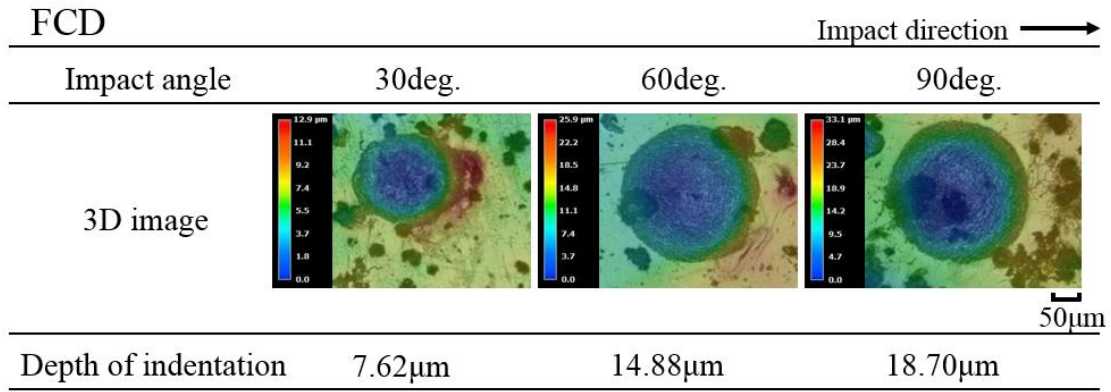 FCD
Impact direction
Impact angle 30deg. 60deg. 90deg.
12.9 μm 25.9 μm 33.1 μm
11.1 22.2 28.4
9.2 18.5 23.7
7.4 14.8 18.9
5.5 11.1 14.2
3.7 7.4 9.5
1.8 3.7 4.7
0.0 0.0 0.0
3D image
50μm
Depth of indentation 7.62μm 14.88μm 18.70μm